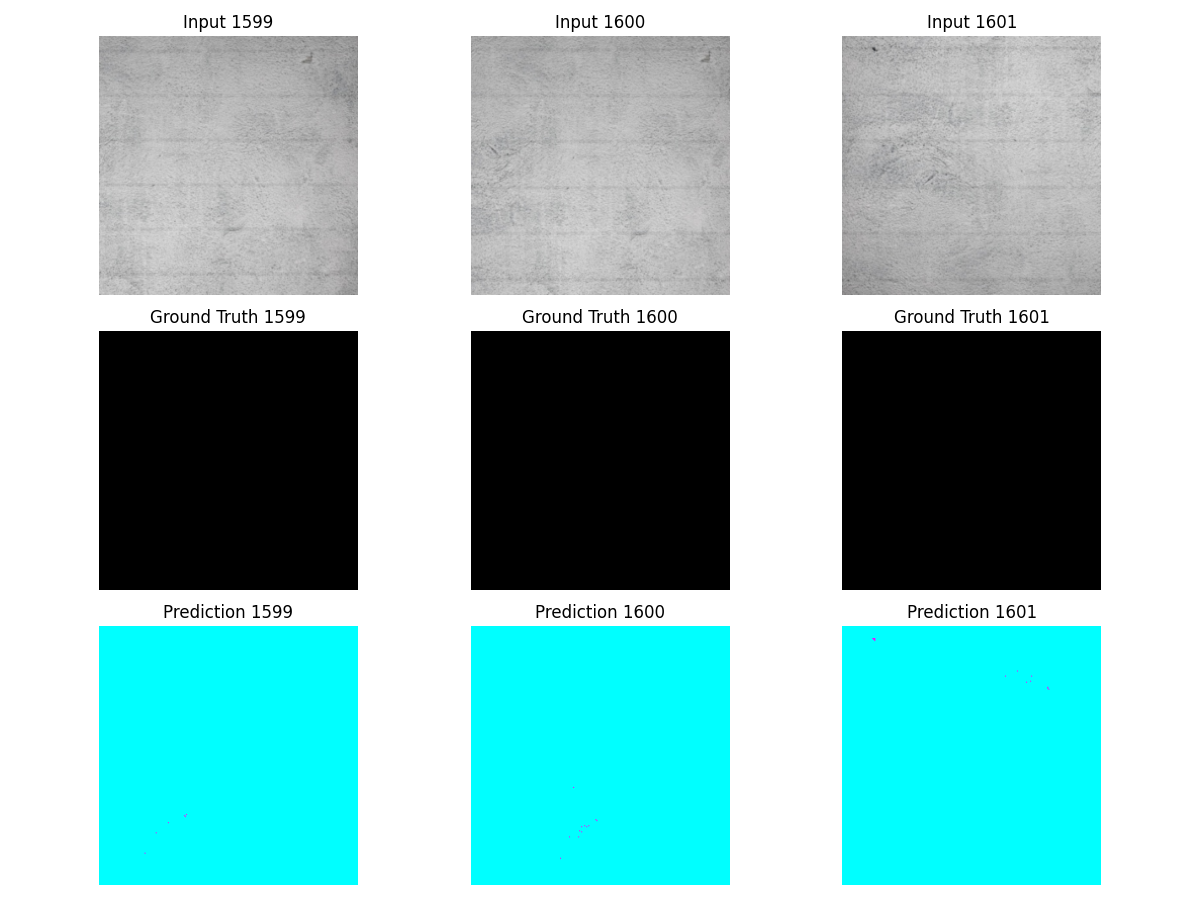 Input 1599
Input 1600
Input 1601
Ground Truth 1599
Ground Truth 1600
Ground Truth 1601
Prediction 1599
Prediction 1600
Prediction 1601